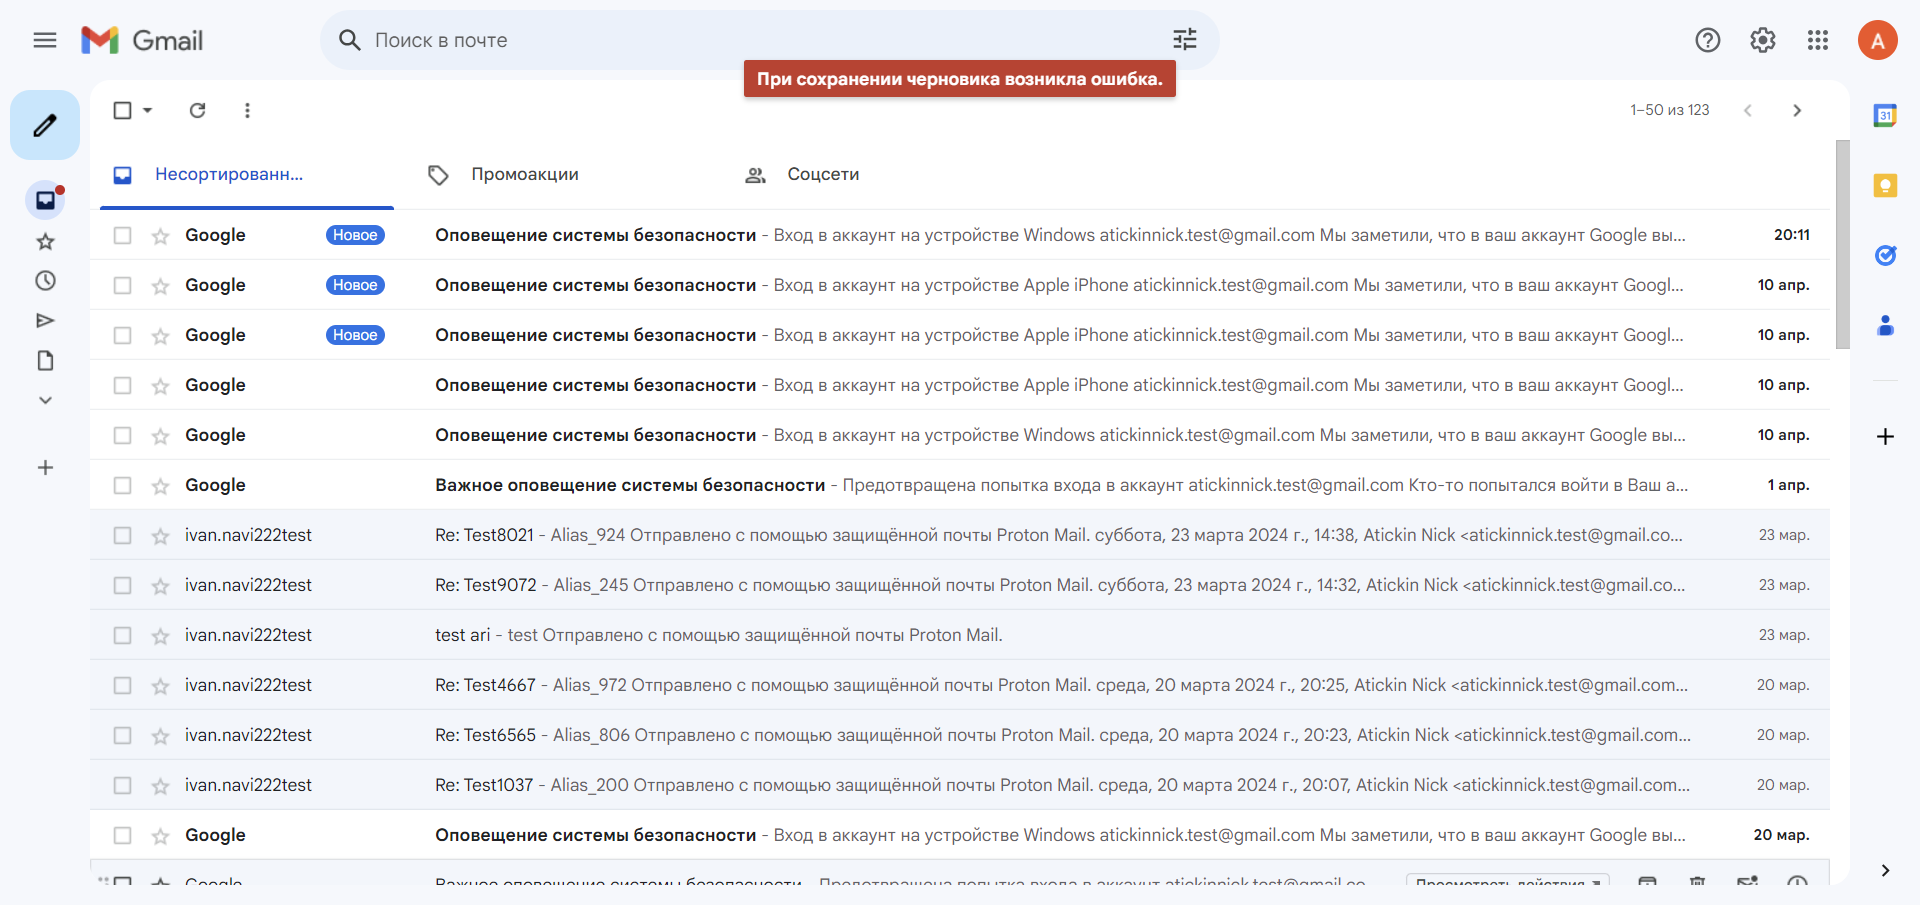 Gmail
Поиск в почте
A
При сохранении черновика возникла ошибка.
1–50 из 123
31
Несортированн...
Промоакции
Соцсети
Google Новое Оповещение системы безопасности - Вход в аккаунт на устройстве Windows atickinnick.test@gmail.com Мы заметили, что в ваш аккаунт Google вы... 20:11
Google Новое Оповещение системы безопасности - Вход в аккаунт на устройстве Apple iPhone atickinnick.test@gmail.com Мы заметили, что в ваш аккаунт Googl... 10 апр.
Google Новое Оповещение системы безопасности - Вход в аккаунт на устройстве Apple iPhone atickinnick.test@gmail.com Мы заметили, что в ваш аккаунт Googl... 10 апр.
Google Оповещение системы безопасности - Вход в аккаунт на устройстве Apple iPhone atickinnick.test@gmail.com Мы заметили, что в ваш аккаунт Googl... 10 апр.
Google Оповещение системы безопасности - Вход в аккаунт на устройстве Windows atickinnick.test@gmail.com Мы заметили, что в ваш аккаунт Google вы... 10 апр.
Google Важное оповещение системы безопасности - Предотвращена попытка входа в аккаунт atickinnick.test@gmail.com Кто-то попытался войти в Ваш а... 1 апр.
ivan.navi222test Re: Test8021 - Alias_924 Отправлено с помощью защищённой почты Proton Mail. суббота, 23 марта 2024 г., 14:38, Atickin Nick <atickinnick.test@gmail.co... 23 мар.
ivan.navi222test Re: Test9072 - Alias_245 Отправлено с помощью защищённой почты Proton Mail. суббота, 23 марта 2024 г., 14:32, Atickin Nick <atickinnick.test@gmail.co... 23 мар.
ivan.navi222test test ari - test Отправлено с помощью защищённой почты Proton Mail. 23 мар.
ivan.navi222test Re: Test4667 - Alias_972 Отправлено с помощью защищённой почты Proton Mail. среда, 20 марта 2024 г., 20:25, Atickin Nick <atickinnick.test@gmail.com... 20 мар.
ivan.navi222test Re: Test6565 - Alias_806 Отправлено с помощью защищённой почты Proton Mail. среда, 20 марта 2024 г., 20:23, Atickin Nick <atickinnick.test@gmail.com... 20 мар.
ivan.navi222test Re: Test1037 - Alias_200 Отправлено с помощью защищённой почты Proton Mail. среда, 20 марта 2024 г., 20:07, Atickin Nick <atickinnick.test@gmail.com... 20 мар.
Google Оповещение системы безопасности - Вход в аккаунт на устройстве Windows atickinnick.test@gmail.com Мы заметили, что в ваш аккаунт Google вы... 20 мар.
Google Важное оповещение системы безопасности - Предотвращена попытка входа в аккаунт atickinnick.test@gmail.co Просмотреть действия